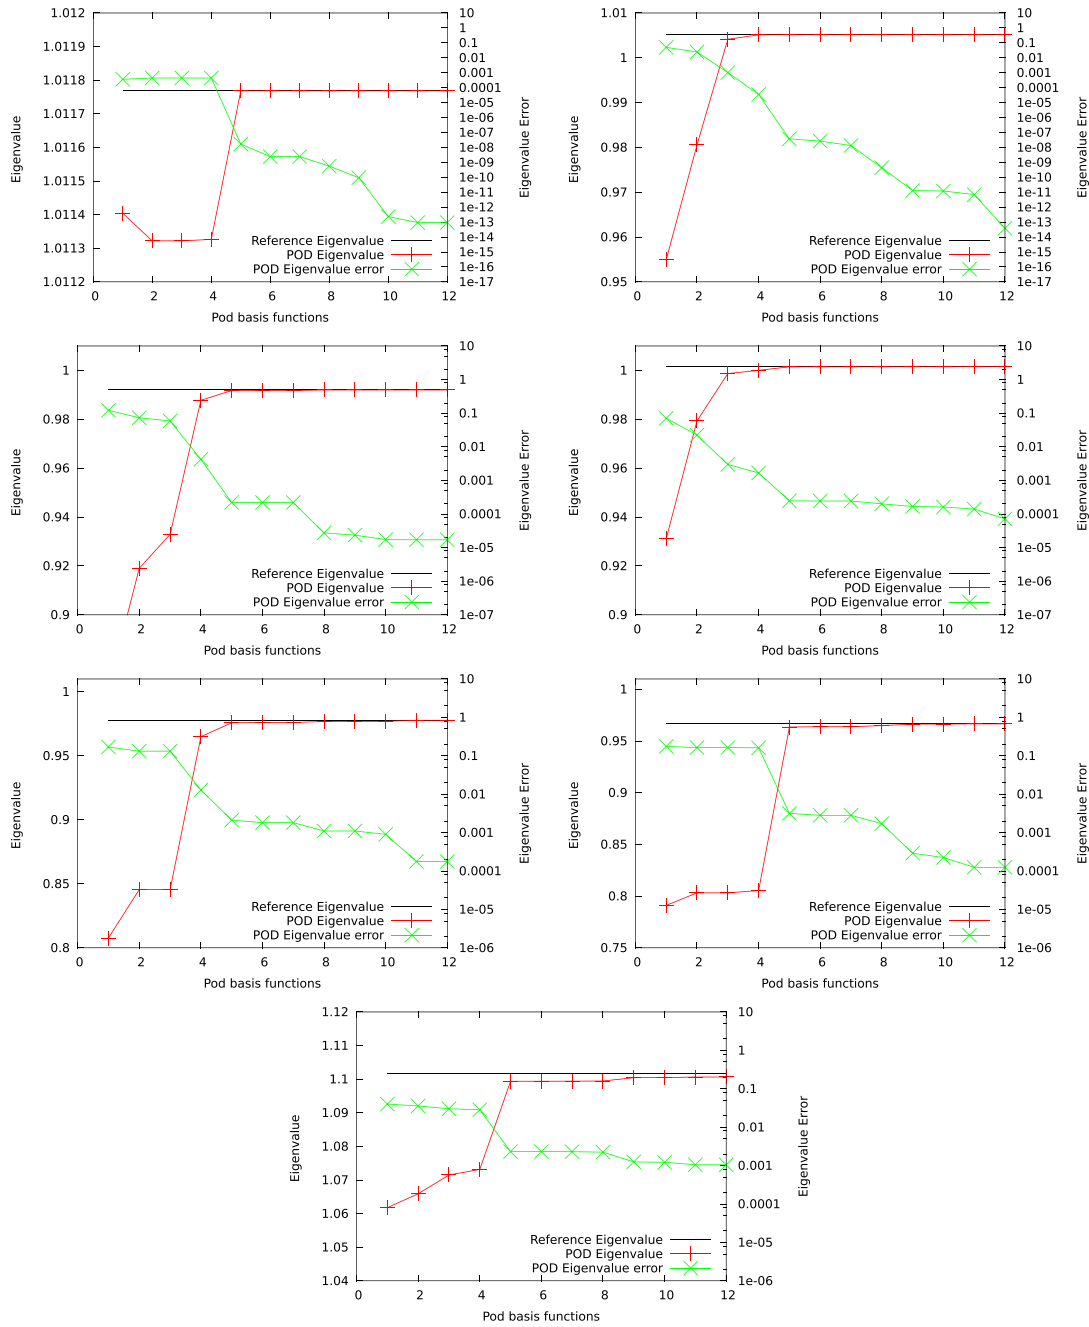 1.012
1.0119
1.0118
1.0117
1.0116
1.0115
1.0114
1.0113
1.0112
Eigenvalue
0 2 4 6 8 10 12
Pod basis functions
10
1
0.1
0.01
0.001
0.0001
1e-05
1e-06
1e-07
1e-08
1e-09
1e-10
1e-11
1e-12
1e-13
1e-14
1e-15
1e-16
1e-17
Eigenvalue Error
Reference Eigenvalue
POD Eigenvalue
POD Eigenvalue error
1.01
1
0.99
0.98
0.97
0.96
0.95
Eigenvalue
0 2 4 6 8 10 12
Pod basis functions
10
1
0.1
0.01
0.001
0.0001
1e-05
1e-06
1e-07
1e-08
1e-09
1e-10
1e-11
1e-12
1e-13
1e-14
1e-15
1e-16
1e-17
Eigenvalue Error
Reference Eigenvalue
POD Eigenvalue
POD Eigenvalue error
1
0.98
0.96
0.94
0.92
0.9
Eigenvalue
0 2 4 6 8 10 12
Pod basis functions
10
1
0.1
0.01
0.001
0.0001
1e-05
1e-06
1e-07
Eigenvalue Error
Reference Eigenvalue
POD Eigenvalue
POD Eigenvalue error
1
0.98
0.96
0.94
0.92
0.9
Eigenvalue
0 2 4 6 8 10 12
Pod basis functions
10
1
0.1
0.01
0.001
0.0001
1e-05
1e-06
1e-07
Eigenvalue Error
Reference Eigenvalue
POD Eigenvalue
POD Eigenvalue error
1
0.95
0.9
0.85
0.8
Eigenvalue
0 2 4 6 8 10 12
Pod basis functions
10
1
0.1
0.01
0.001
0.0001
1e-05
1e-06
Eigenvalue Error
Reference Eigenvalue
POD Eigenvalue
POD Eigenvalue error
1
0.95
0.9
0.85
0.8
0.75
Eigenvalue
0 2 4 6 8 10 12
Pod basis functions
10
1
0.1
0.01
0.001
0.0001
1e-05
1e-06
Eigenvalue Error
Reference Eigenvalue
POD Eigenvalue
POD Eigenvalue error
1.12
1.11
1.1
1.09
1.08
1.07
1.06
1.05
1.04
Eigenvalue
0 2 4 6 8 10 12
Pod basis functions
10
1
0.1
0.01
0.001
0.0001
1e-05
1e-06
Eigenvalue Error
Reference Eigenvalue
POD Eigenvalue
POD Eigenvalue error